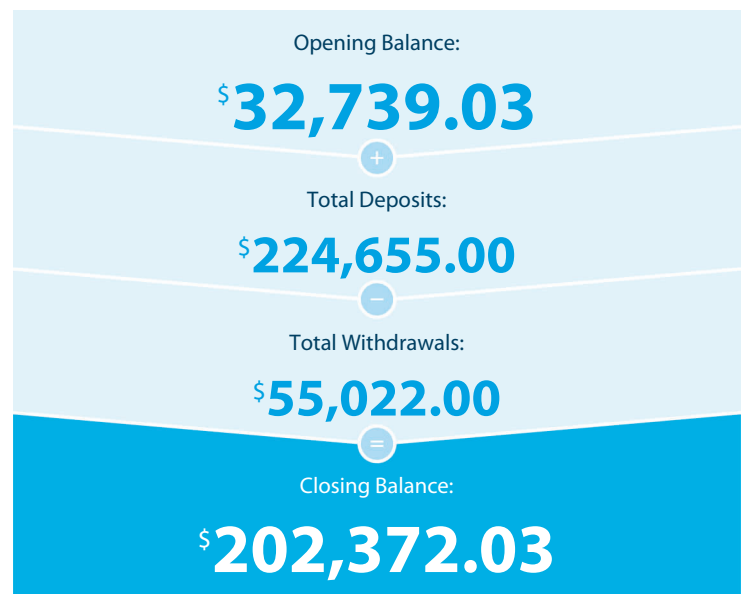 Opening Balance:
$32,739.03
+
Total Deposits:
$224,655.00
−
Total Withdrawals:
$55,022.00
=
Closing Balance:
$202,372.03